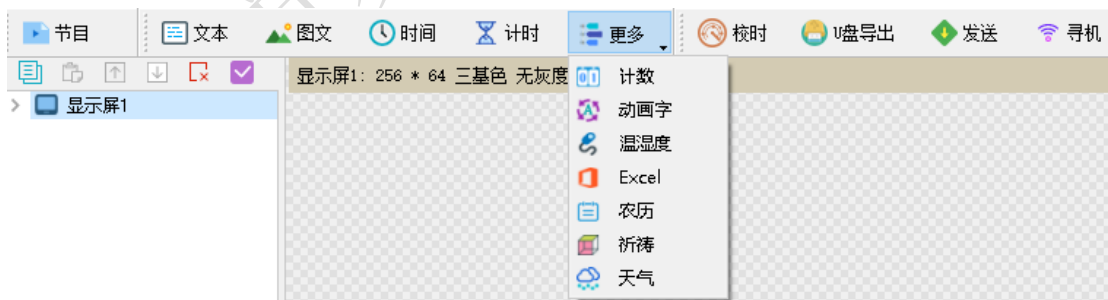 节目 文本 图文 时间 计时 更多 校时 U盘导出 发送 寻机
显示屏1: 256 * 64 三基色 无灰度
显示屏1
计数
动画字
温湿度
Excel
农历
祈祷
天气